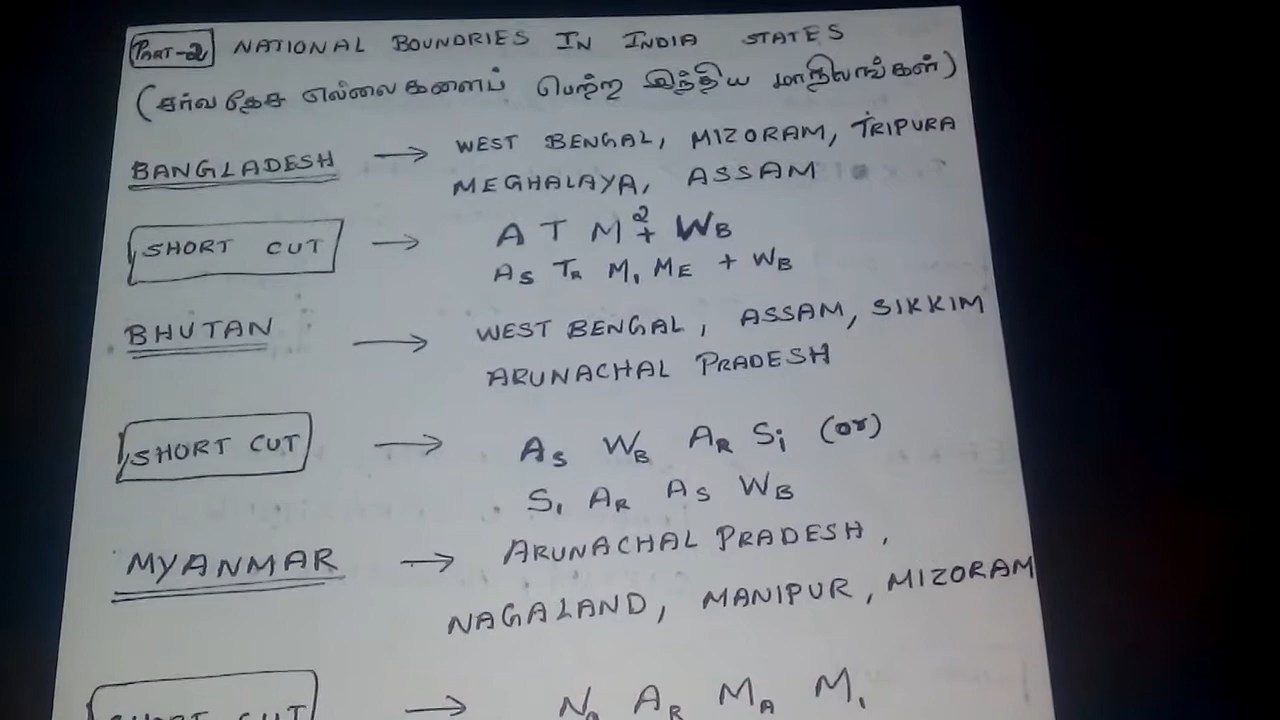 PART-2 NATIONAL BOUNDRIES IN INDIA STATES
(சர்வ தேச எல்லை களைப் பெற்ற இந்திய மாநிலங்கள்)
BANGLADESH → WEST BENGAL, MIZORAM, TRIPURA
MEGHALAYA, ASSAM
SHORT CUT → A T M² + WB
AS TR MI ME + WB
BHUTAN → WEST BENGAL, ASSAM, SIKKIM
ARUNACHAL PRADESH
SHORT CUT → AS WB AR Si (or)
SI AR AS WB
MYANMAR → ARUNACHAL PRADESH,
NAGALAND, MANIPUR, MIZORAM
SHORT CUT → NA AR MA MI